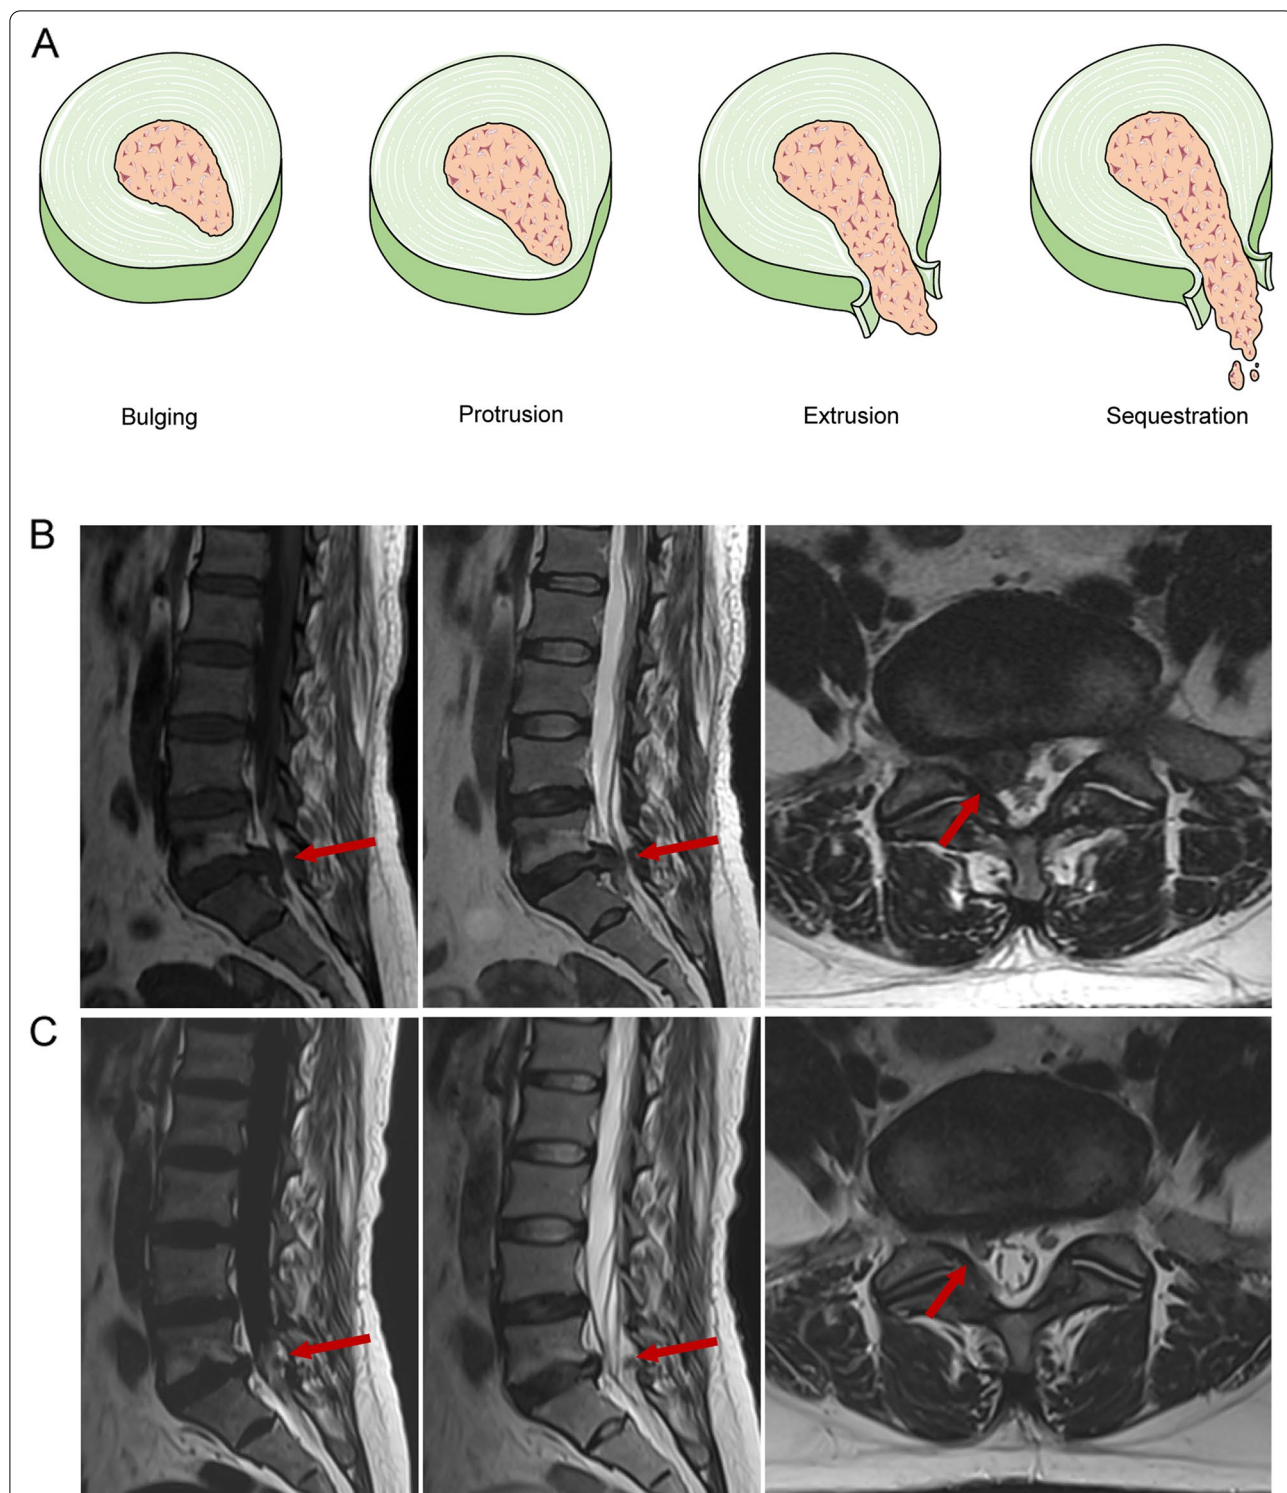 A
Bulging
Protrusion
Extrusion
Sequestration
B
C